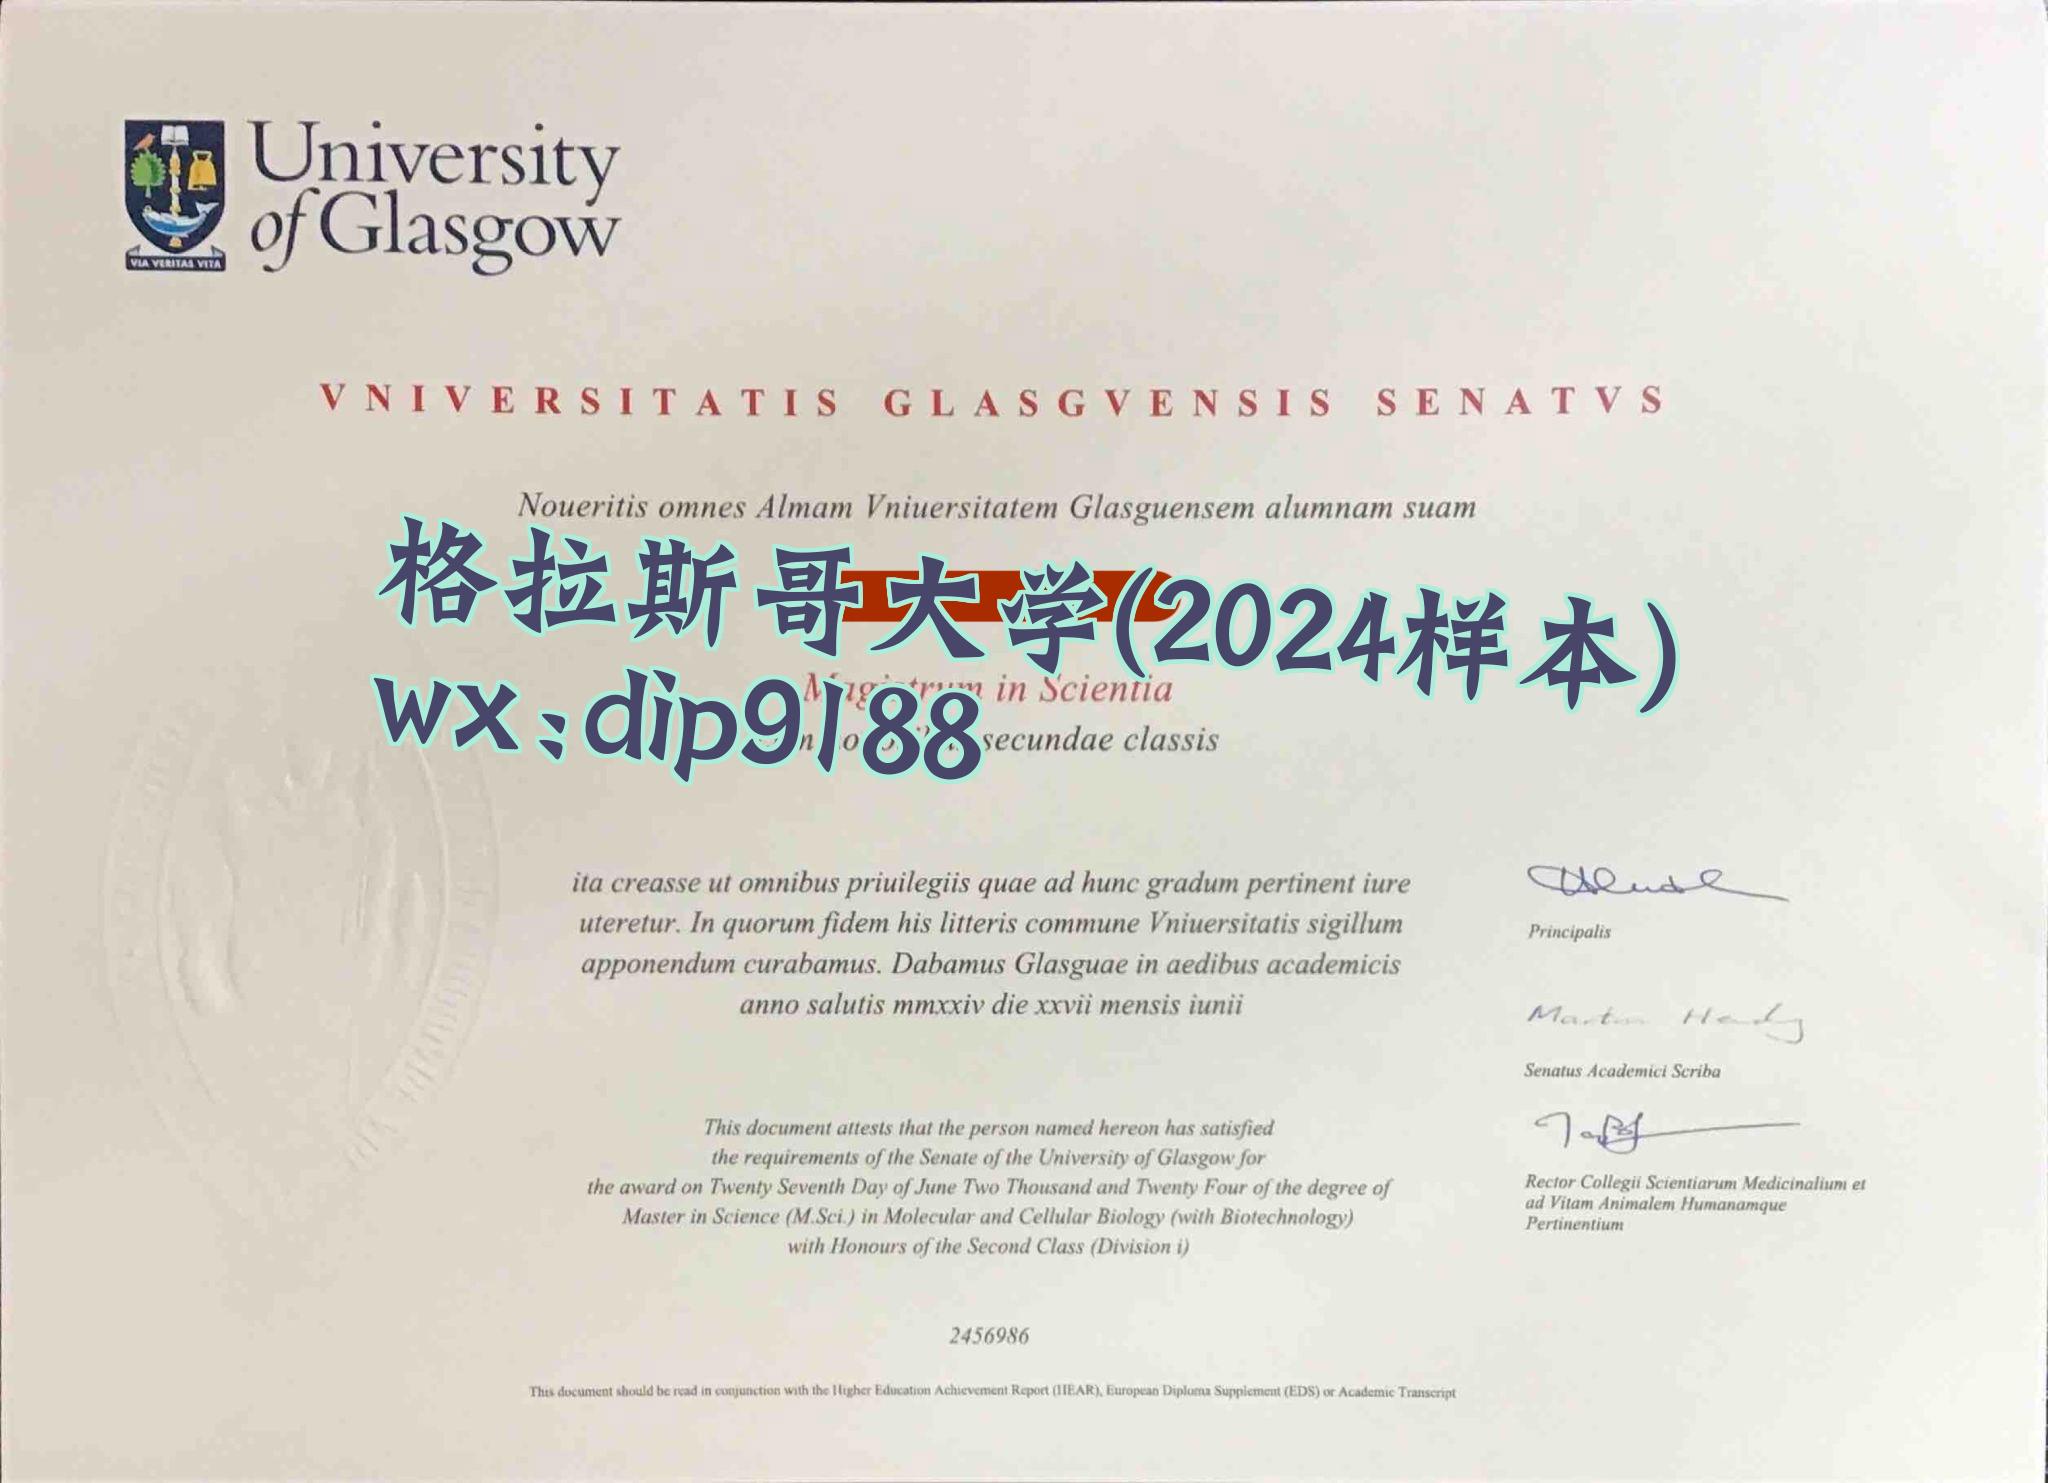 University
of Glasgow
VIA VERITAS VITA
VNIVERSITATIS GLASGVENSIS SENATVS
Noueritis omnes Almam Vniuersitatem Glasguensem alumnam suam
格拉斯哥大学(2024样本)
wx:dip9188
in Scientia
secundae classis
ita creasse ut omnibus priuilegiis quae ad hunc gradum pertinent iure
uteretur. In quorum fidem his litteris commune Vniuersitatis sigillum
apponendum curabamus. Dabamus Glasguae in aedibus academicis
anno salutis mmxxiv die xxvii mensis iunii
Principalis
Senatus Academici Scriba
Rector Collegii Scientiarum Medicinalium et
ad Vitam Animalem Humanamque
Pertinentium
This document attests that the person named hereon has satisfied
the requirements of the Senate of the University of Glasgow for
the award on Twenty Seventh Day of June Two Thousand and Twenty Four of the degree of
Master in Science (M.Sci.) in Molecular and Cellular Biology (with Biotechnology)
with Honours of the Second Class (Division i)
2456986
This document should be read in conjunction with the Higher Education Achievement Report (HEAR), European Diploma Supplement (EDS) or Academic Transcript